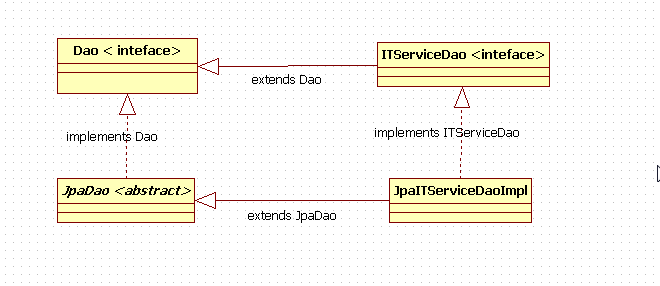 Dao < inteface>
ITServiceDao <inteface>
extends Dao
implements Dao
implements ITServiceDao
JpaDao <abstract>
JpaITServiceDaoImpl
extends JpaDao